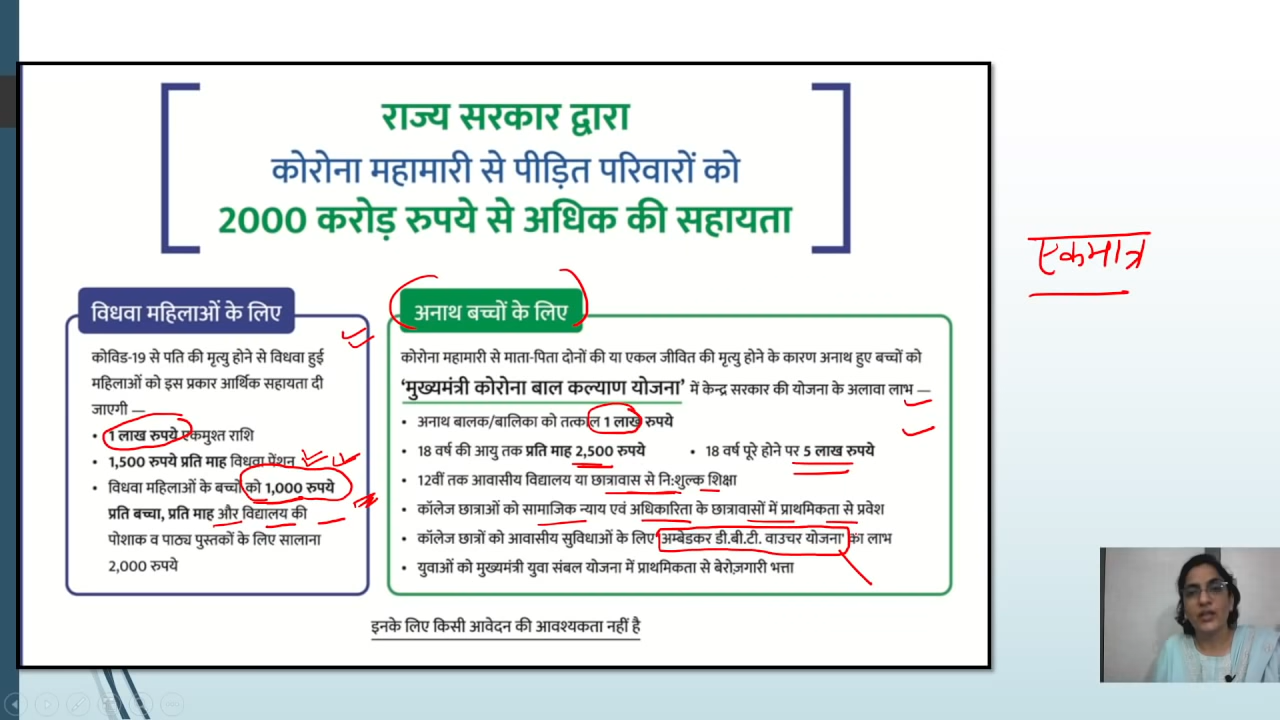 राज्य सरकार द्वारा
कोरोना महामारी से पीड़ित परिवारों को
2000 करोड़ रुपये से अधिक की सहायता
एकमात्र
विधवा महिलाओं के लिए
कोविड-19 से पति की मृत्यु होने से विधवा हुई
महिलाओं को इस प्रकार आर्थिक सहायता दी
जाएगी —
• 1 लाख रुपये एकमुश्त राशि
• 1,500 रुपये प्रति माह विधवा पेंशन
• विधवा महिलाओं के बच्चों को 1,000 रुपये
प्रति बच्चा, प्रति माह और विद्यालय की
पोशाक व पाठ्य पुस्तकों के लिए सालाना
2,000 रुपये
अनाथ बच्चों के लिए
कोरोना महामारी से माता-पिता दोनों की या एकल जीवित की मृत्यु होने के कारण अनाथ हुए बच्चों को
'मुख्यमंत्री कोरोना बाल कल्याण योजना' में केन्द्र सरकार की योजना के अलावा लाभ —
• अनाथ बालक/बालिका को तत्काल 1 लाख रुपये
• 18 वर्ष की आयु तक प्रति माह 2,500 रुपये • 18 वर्ष पूरे होने पर 5 लाख रुपये
• 12वीं तक आवासीय विद्यालय या छात्रावास से नि:शुल्क शिक्षा
• कॉलेज छात्राओं को सामाजिक न्याय एवं अधिकारिता के छात्रावासों में प्राथमिकता से प्रवेश
• कॉलेज छात्रों को आवासीय सुविधाओं के लिए 'अम्बेडकर डी.बी.टी. वाउचर योजना' का लाभ
• युवाओं को मुख्यमंत्री युवा संबल योजना में प्राथमिकता से बेरोज़गारी भत्ता
इनके लिए किसी आवेदन की आवश्यकता नहीं है